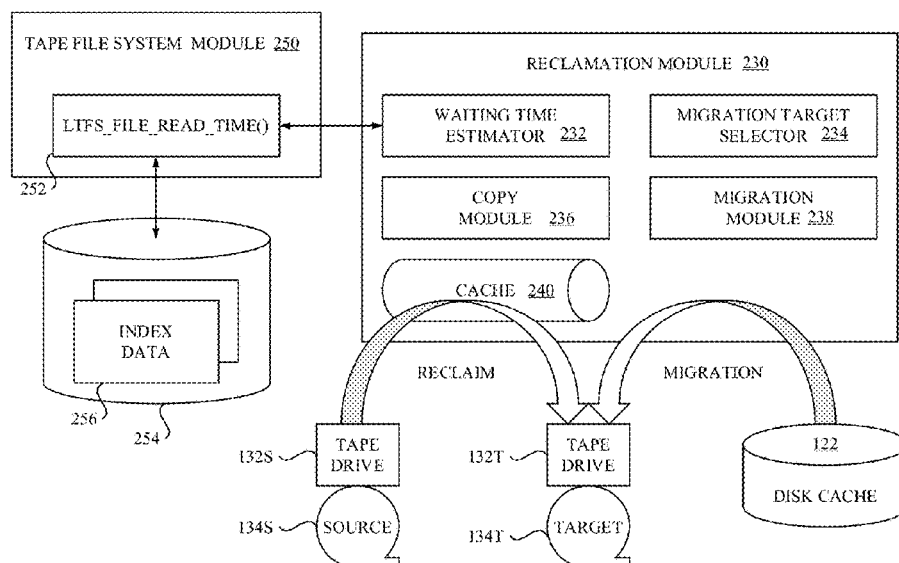 TAPE FILE SYSTEM MODULE 250
LTFS_FILE_READ_TIME()
252
INDEX
DATA
256
254
RECLAMATION MODULE 230
WAITING TIME
ESTIMATOR 232
MIGRATION TARGET
SELECTOR 234
COPY
MODULE 236
MIGRATION
MODULE 238
CACHE 240
RECLAIM
MIGRATION
132S
TAPE
DRIVE
132T
TAPE
DRIVE
122
DISK CACHE
134S
SOURCE
134T
TARGET